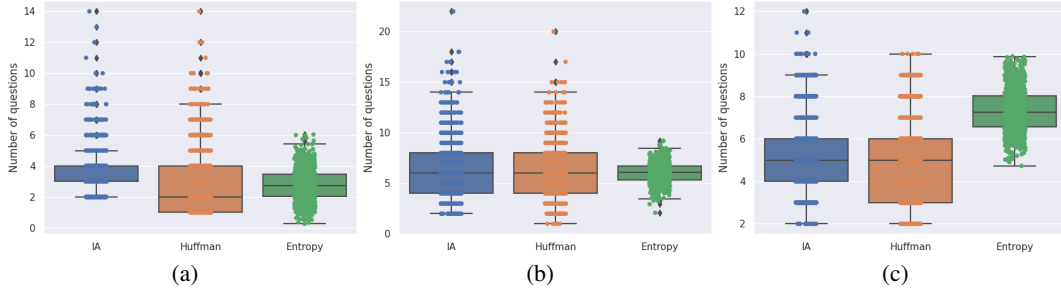 Number of questions
14
12
10
8
6
4
2
0
IA
Huffman
Entropy
(a)
Number of questions
20
15
10
5
0
IA
Huffman
Entropy
(b)
Number of questions
12
10
8
6
4
2
IA
Huffman
Entropy
(c)